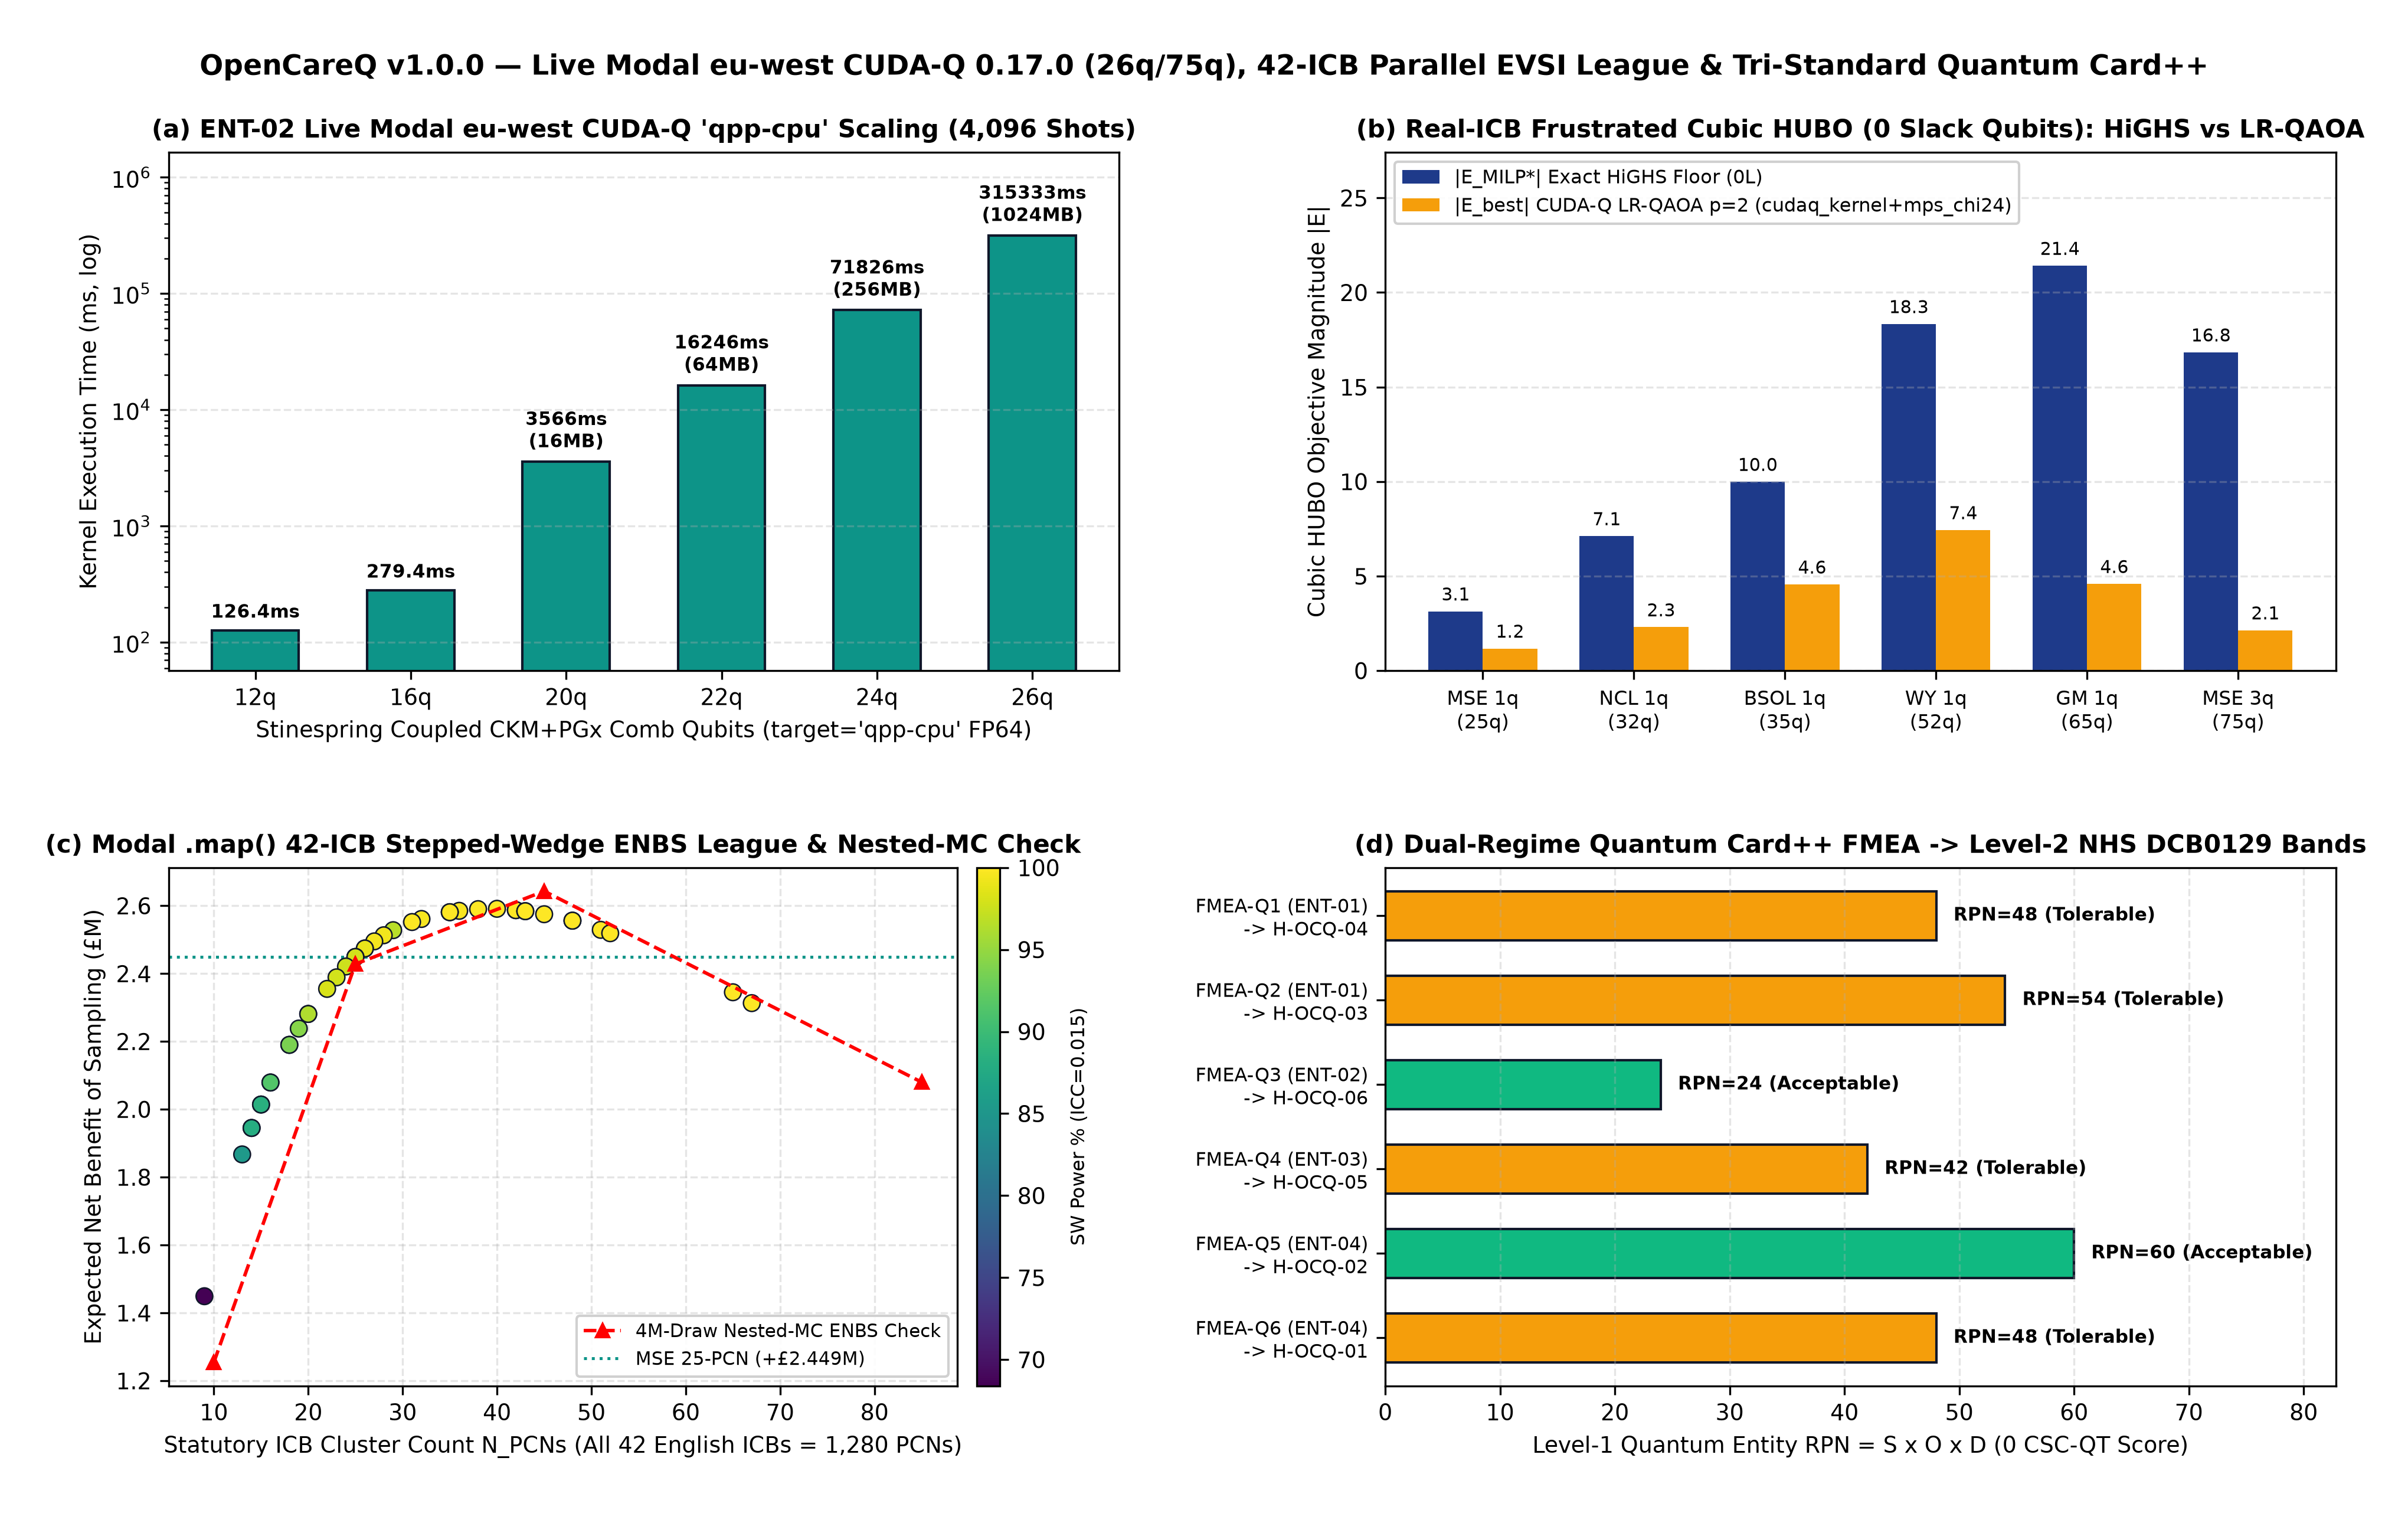 OpenCareQ v1.0.0 — Live Modal eu-west CUDA-Q 0.17.0 (26q/75q), 42-ICB Parallel EVSI League & Tri-Standard Quantum Card++
(a) ENT-02 Live Modal eu-west CUDA-Q 'qpp-cpu' Scaling (4,096 Shots)
Kernel Execution Time (ms, log)
10⁶
10⁵
10⁴
10³
10²
126.4ms
279.4ms
3566ms
(16MB)
16246ms
(64MB)
71826ms
(256MB)
315333ms
(1024MB)
12q
16q
20q
22q
24q
26q
Stinespring Coupled CKM+PGx Comb Qubits (target='qpp-cpu' FP64)
(b) Real-ICB Frustrated Cubic HUBO (0 Slack Qubits): HiGHS vs LR-QAOA
Cubic HUBO Objective Magnitude |E|
25
20
15
10
5
0
|E_MILP*| Exact HiGHS Floor (0L)
|E_best| CUDA-Q LR-QAOA p=2 (cudaq_kernel+mps_chi24)
3.1
1.2
7.1
2.3
10.0
4.6
18.3
7.4
21.4
4.6
16.8
2.1
MSE 1q
(25q)
NCL 1q
(32q)
BSOL 1q
(35q)
WY 1q
(52q)
GM 1q
(65q)
MSE 3q
(75q)
(c) Modal .map() 42-ICB Stepped-Wedge ENBS League & Nested-MC Check
Expected Net Benefit of Sampling (£M)
2.6
2.4
2.2
2.0
1.8
1.6
1.4
1.2
4M-Draw Nested-MC ENBS Check
MSE 25-PCN (+£2.449M)
10
20
30
40
50
60
70
80
Statutory ICB Cluster Count N_PCNs (All 42 English ICBs = 1,280 PCNs)
100
95
90
85
80
75
70
SW Power % (ICC=0.015)
(d) Dual-Regime Quantum Card++ FMEA -> Level-2 NHS DCB0129 Bands
FMEA-Q1 (ENT-01)
-> H-OCQ-04
RPN=48 (Tolerable)
FMEA-Q2 (ENT-01)
-> H-OCQ-03
RPN=54 (Tolerable)
FMEA-Q3 (ENT-02)
-> H-OCQ-06
RPN=24 (Acceptable)
FMEA-Q4 (ENT-03)
-> H-OCQ-05
RPN=42 (Tolerable)
FMEA-Q5 (ENT-04)
-> H-OCQ-02
RPN=60 (Acceptable)
FMEA-Q6 (ENT-04)
-> H-OCQ-01
RPN=48 (Tolerable)
0
10
20
30
40
50
60
70
80
Level-1 Quantum Entity RPN = S x O x D (0 CSC-QT Score)